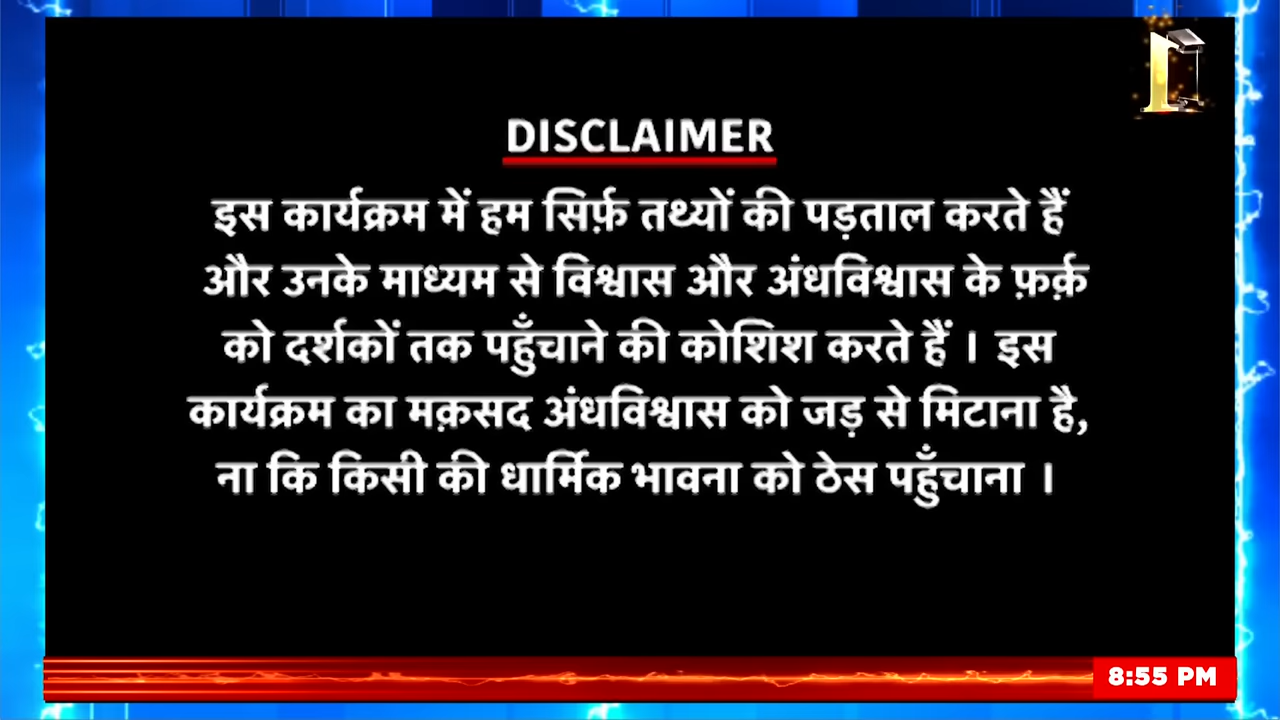 DISCLAIMER
इस कार्यक्रम में हम सिर्फ़ तथ्यों की पड़ताल करते हैं
और उनके माध्यम से विश्वास और अंधविश्वास के फ़र्क़
को दर्शकों तक पहुँचाने की कोशिश करते हैं । इस
कार्यक्रम का मक़सद अंधविश्वास को जड़ से मिटाना है,
ना कि किसी की धार्मिक भावना को ठेस पहुँचाना ।
8:55 PM